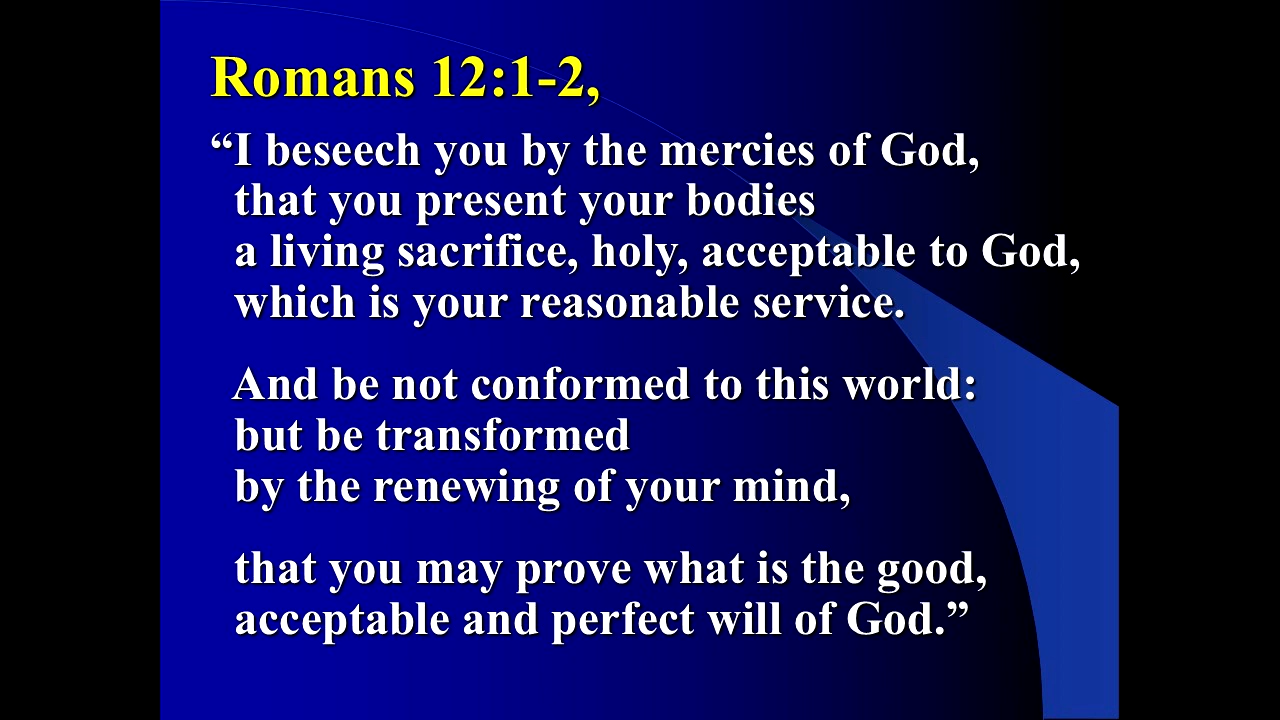 Romans 12:1-2,
“I beseech you by the mercies of God,
that you present your bodies
a living sacrifice, holy, acceptable to God,
which is your reasonable service.
And be not conformed to this world:
but be transformed
by the renewing of your mind,
that you may prove what is the good,
acceptable and perfect will of God.”